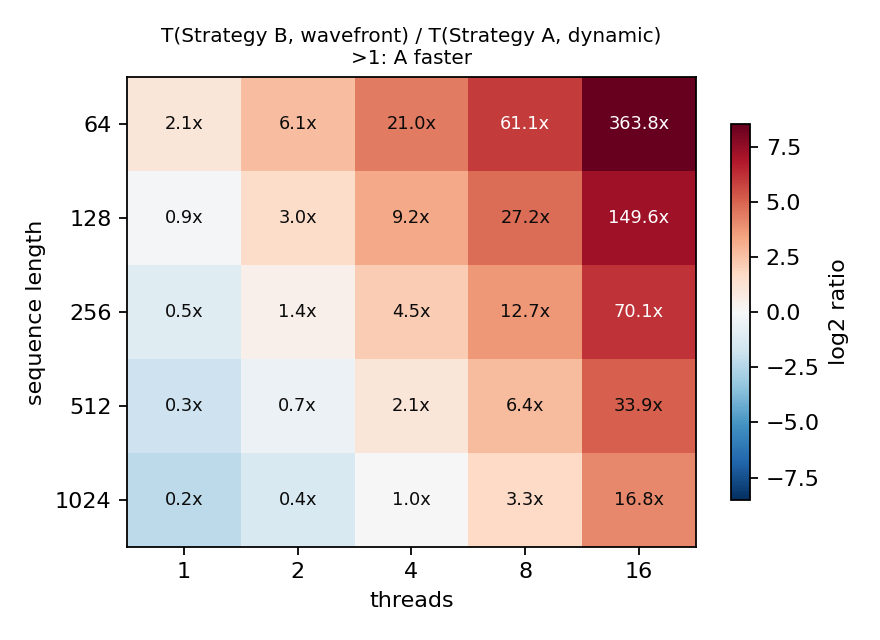 T(Strategy B, wavefront) / T(Strategy A, dynamic)
>1: A faster
sequence length
64 2.1x 6.1x 21.0x 61.1x 363.8x
128 0.9x 3.0x 9.2x 27.2x 149.6x
256 0.5x 1.4x 4.5x 12.7x 70.1x
512 0.3x 0.7x 2.1x 6.4x 33.9x
1024 0.2x 0.4x 1.0x 3.3x 16.8x
1 2 4 8 16
threads
7.5
5.0
2.5
0.0
−2.5
−5.0
−7.5
log2 ratio